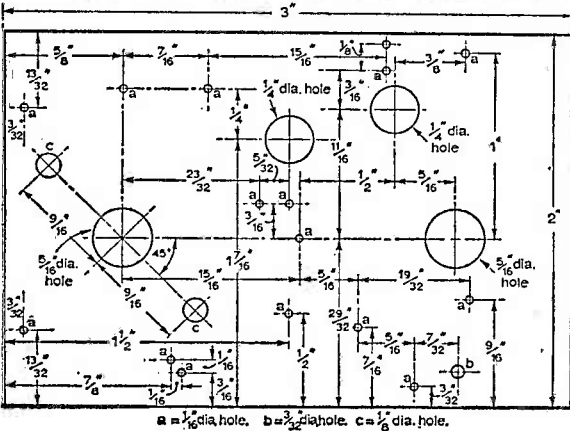 3"
5/8" 7/16" 15/16" 1/8" a 3/8" a
13/32" a a 3/16" 1/4" dia. hole
3/32" a 1/4" 1/4" dia. hole 1"
c 11/16" 2"
23/32" 5/32" 1/2" 5/16"
9/16" a a 3/16"
5/16" dia. hole 45° 1 7/16" a 5/16" dia. hole
15/16" 5/16" 19/32"
9/16"
3/32" a c a 29/32" a a
1 1/2" 9/16"
13/32" 1/2" 7/16" 5/16" 7/32"
a 1/16" b
7/8" a 1/16" 3/16" a 3/32"
a = 1/16" dia. hole. b = 3/32" dia. hole. c = 1/8" dia. hole.